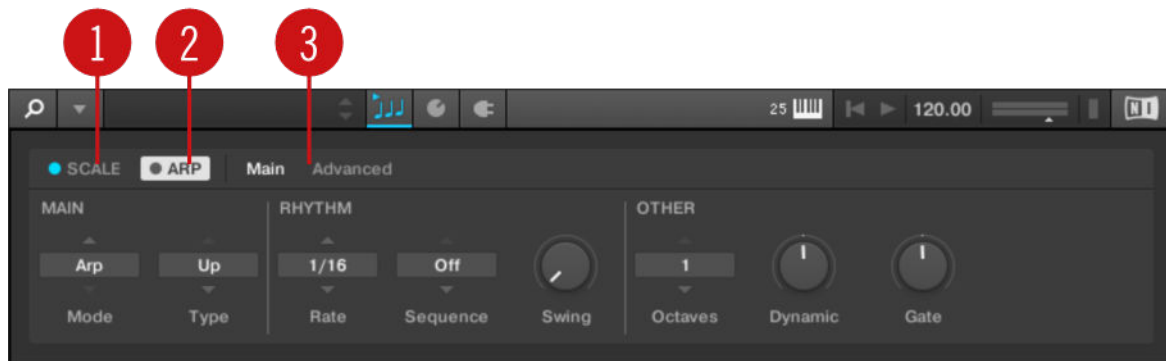 1 2 3
25 120.00 NI
SCALE ARP Main Advanced
MAIN RHYTHM OTHER
Arp Up 1/16 Off 1
Mode Type Rate Sequence Swing Octaves Dynamic Gate